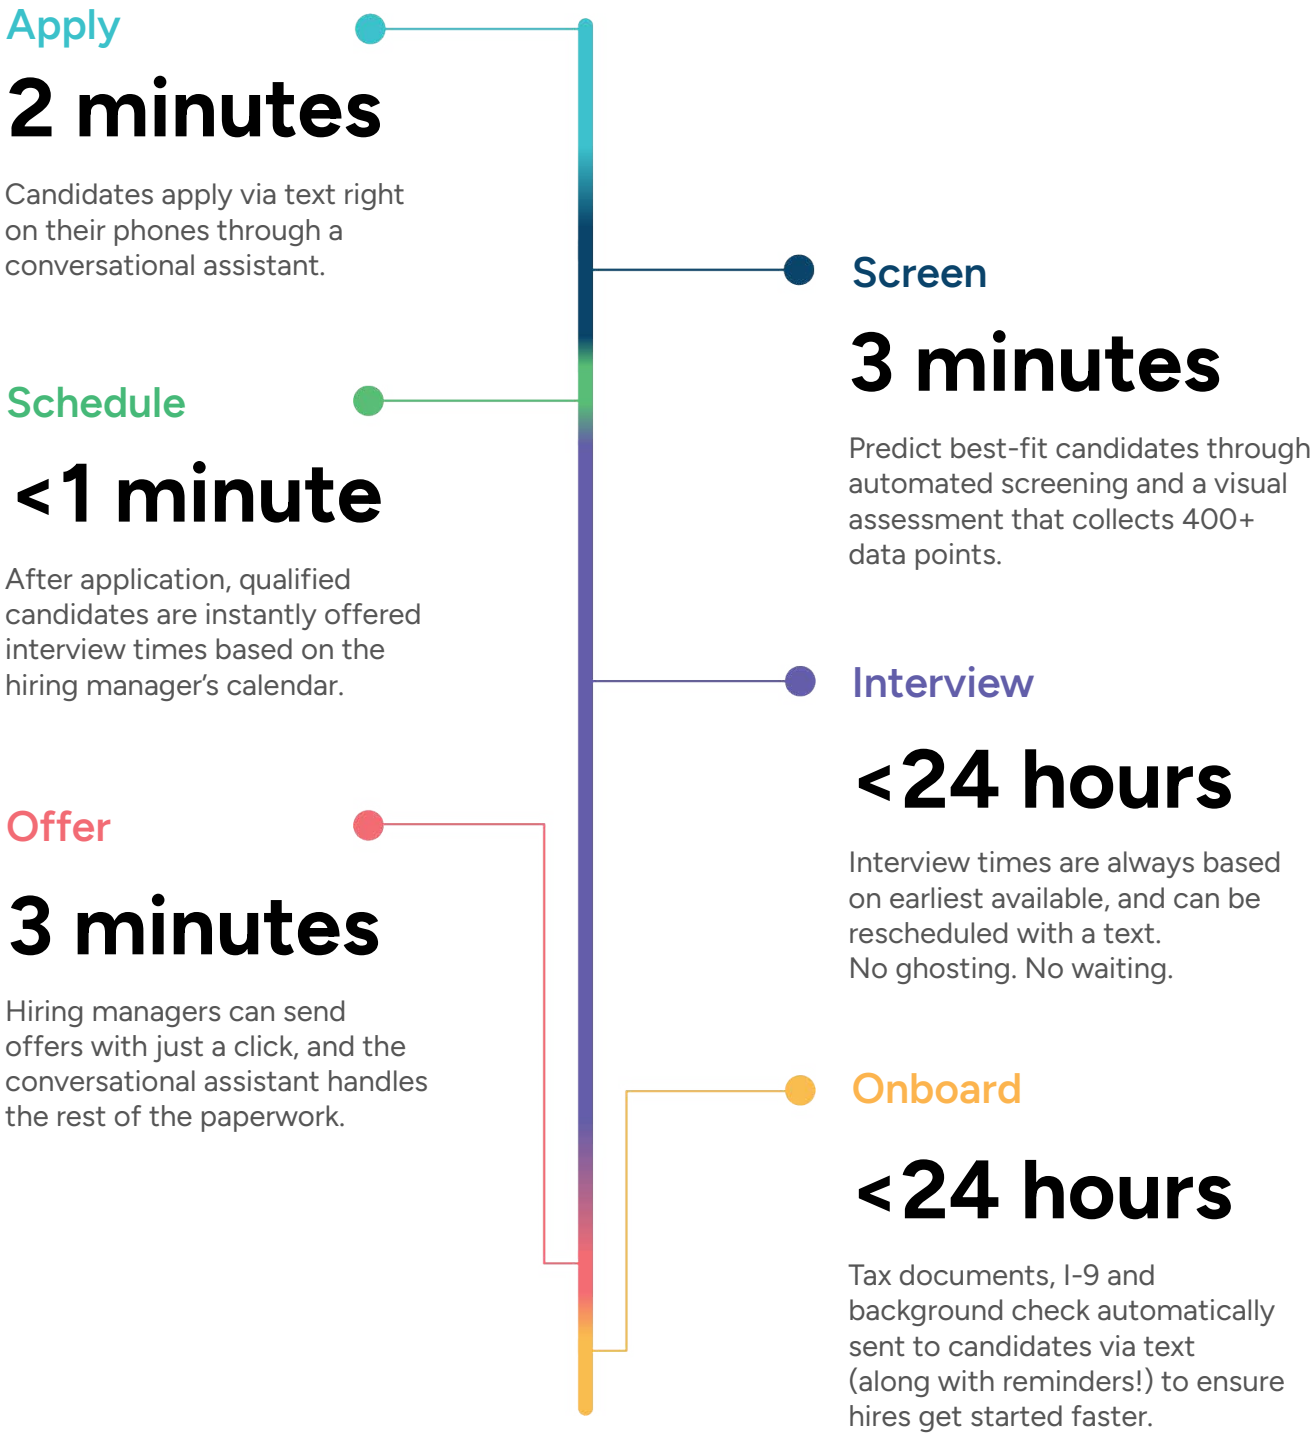 Apply
2 minutes
Candidates apply via text right
on their phones through a
conversational assistant.
Screen
3 minutes
Predict best-fit candidates through
automated screening and a visual
assessment that collects 400+
data points.
Schedule
<1 minute
After application, qualified
candidates are instantly offered
interview times based on the
hiring manager’s calendar.
Interview
<24 hours
Interview times are always based
on earliest available, and can be
rescheduled with a text.
No ghosting. No waiting.
Offer
3 minutes
Hiring managers can send
offers with just a click, and the
conversational assistant handles
the rest of the paperwork.
Onboard
<24 hours
Tax documents, I-9 and
background check automatically
sent to candidates via text
(along with reminders!) to ensure
hires get started faster.